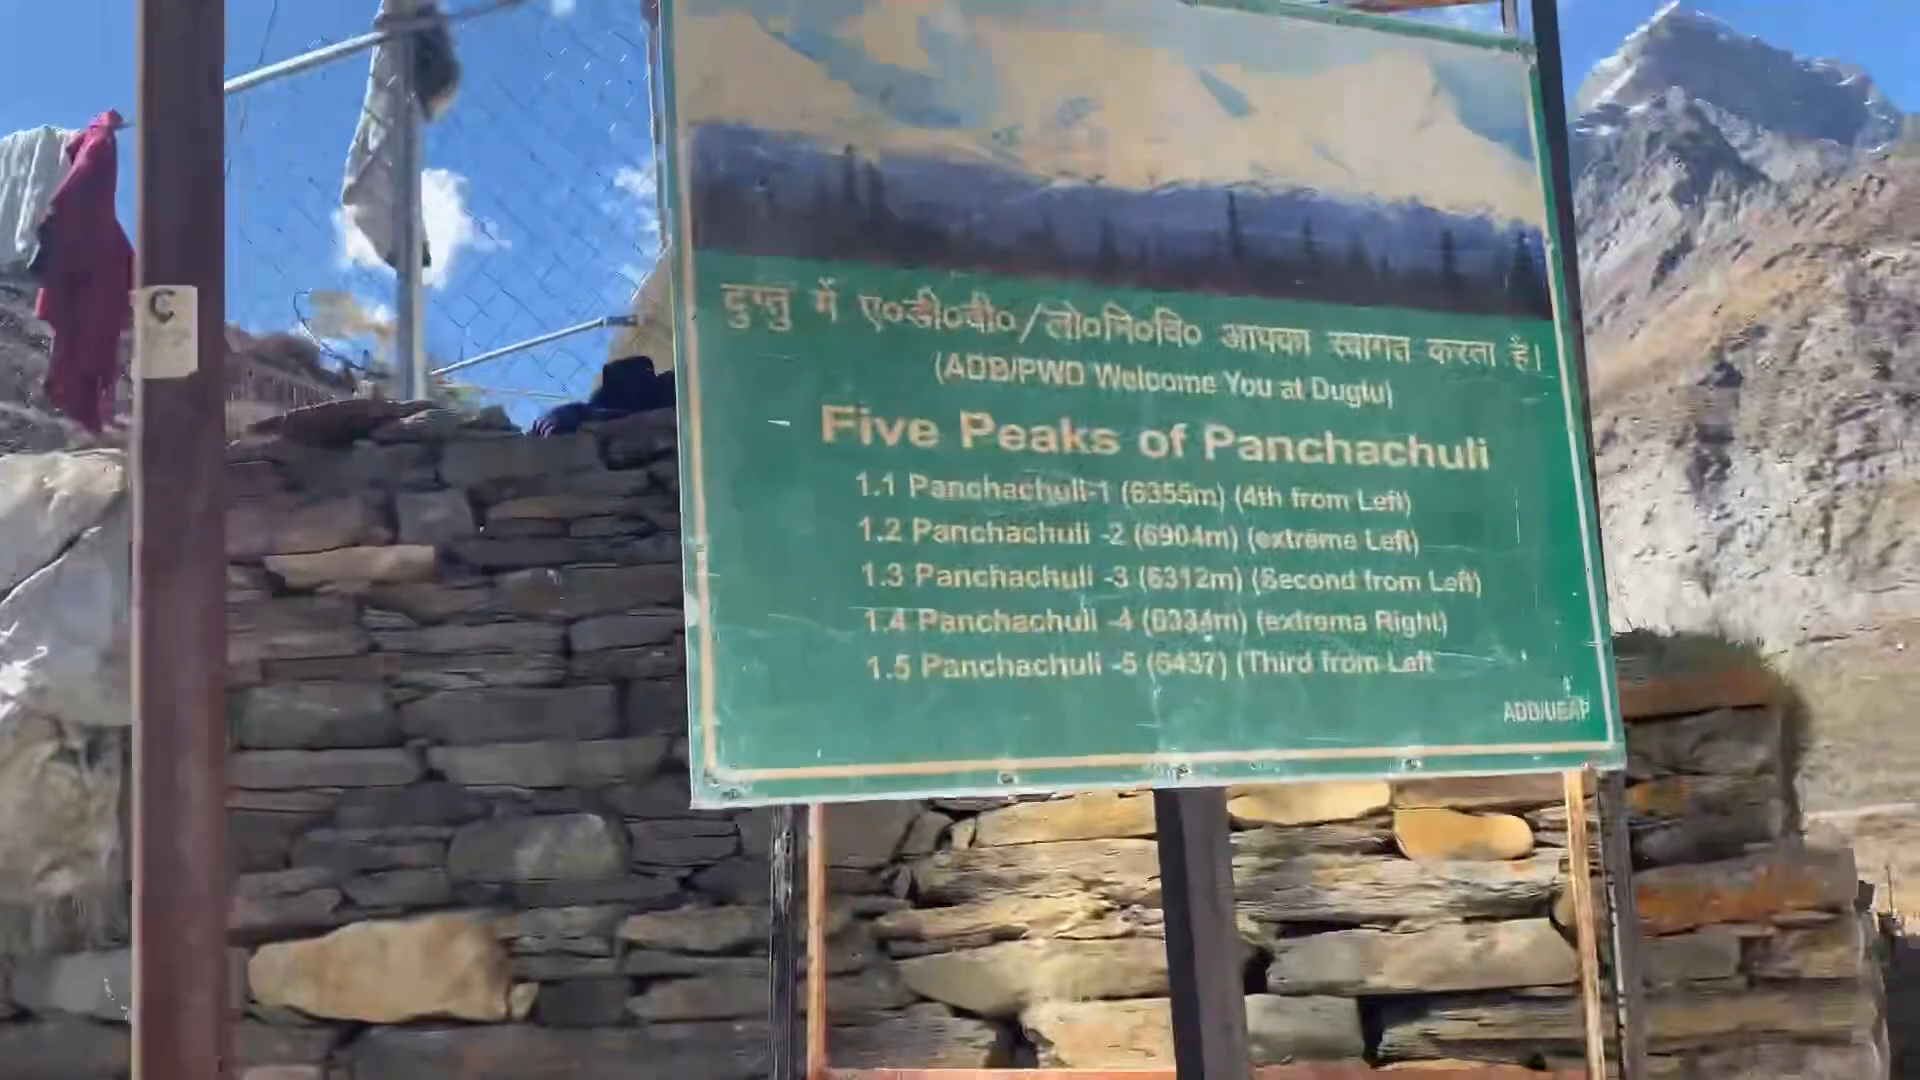 C
दुग्तु में ए०डी०बी०/लो०नि०वि० आपका स्वागत करता है।
(ADB/PWD Welcome You at Dugtu)
Five Peaks of Panchachuli
1.1 Panchachuli-1 (6355m) (4th from Left)
1.2 Panchachuli -2 (6904m) (extreme Left)
1.3 Panchachuli -3 (6312m) (Second from Left)
1.4 Panchachuli -4 (6334m) (extreme Right)
1.5 Panchachuli -5 (6437) (Third from Left
ADB/UEAP